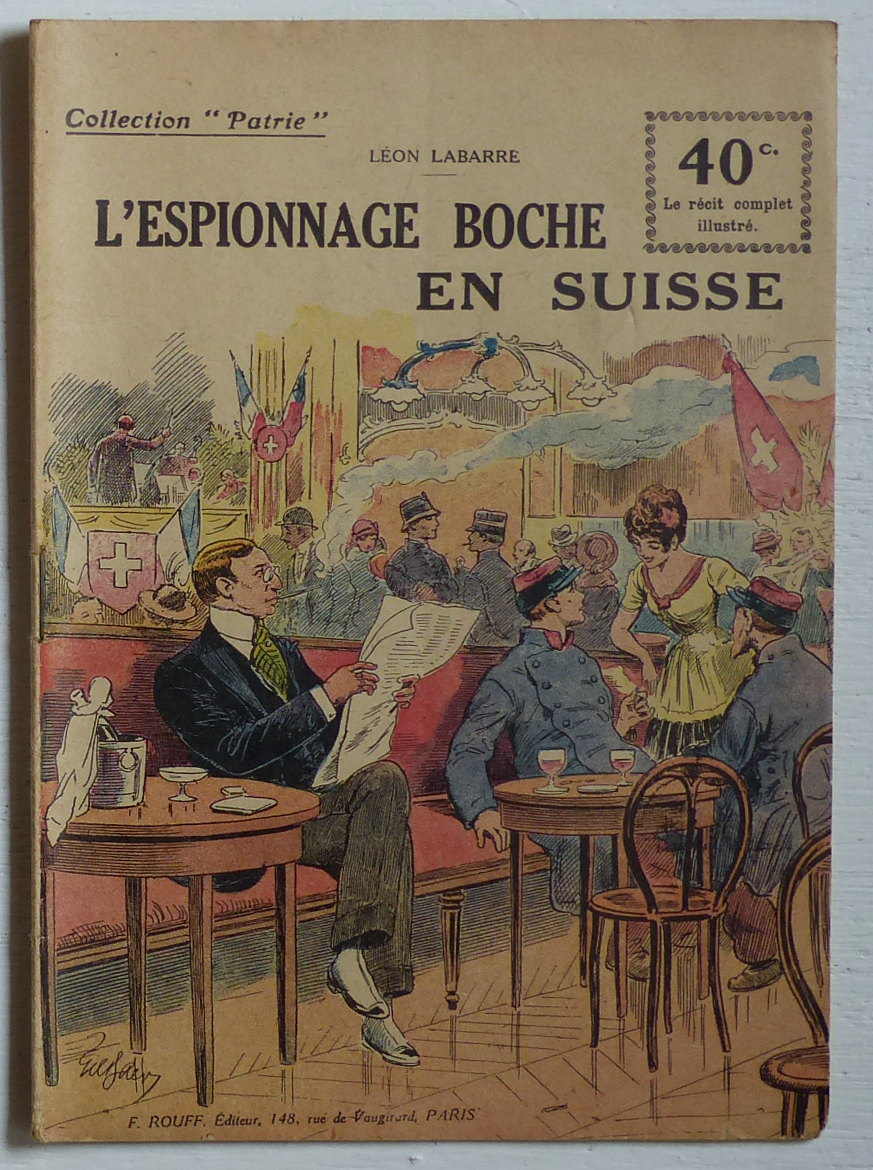 Collection "Patrie"
LÉON LABARRE
40c.
Le récit complet
illustré.
L'ESPIONNAGE BOCHE
EN SUISSE
F. ROUFF, Éditeur, 148, rue de Vaugirard, PARIS